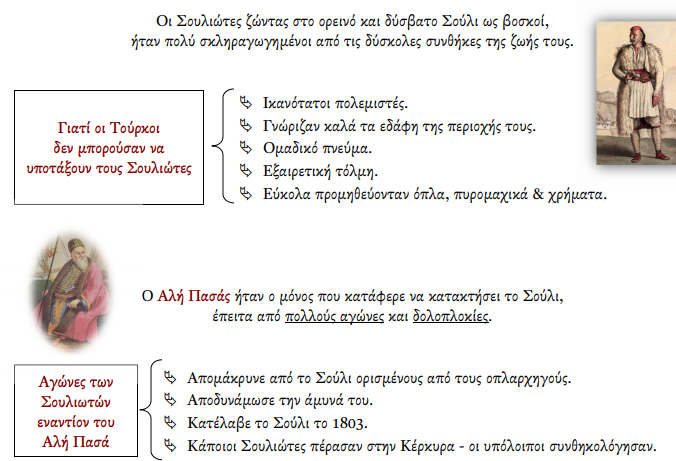 Οι Σουλιώτες ζώντας στο ορεινό και δύσβατο Σούλι ως βοσκοί,
ήταν πολύ σκληραγωγημένοι από τις δύσκολες συνθήκες της ζωής τους.
Γιατί οι Τούρκοι
δεν μπορούσαν να
υποτάξουν τους Σουλιώτες
Ικανότατοι πολεμιστές.
Γνώριζαν καλά τα εδάφη της περιοχής τους.
Ομαδικό πνεύμα.
Εξαιρετική τόλμη.
Εύκολα προμηθεύονταν όπλα, πυρομαχικά & χρήματα.
Ο Αλή Πασάς ήταν ο μόνος που κατάφερε να κατακτήσει το Σούλι,
έπειτα από πολλούς αγώνες και δολοπλοκίες.
Αγώνες των
Σουλιωτών
εναντίον του
Αλή Πασά
Απομάκρυνε από το Σούλι ορισμένους από τους οπλαρχηγούς.
Αποδυνάμωσε την άμυνά του.
Κατέλαβε το Σούλι το 1803.
Κάποιοι Σουλιώτες πέρασαν στην Κέρκυρα - οι υπόλοιποι συνθηκολόγησαν.